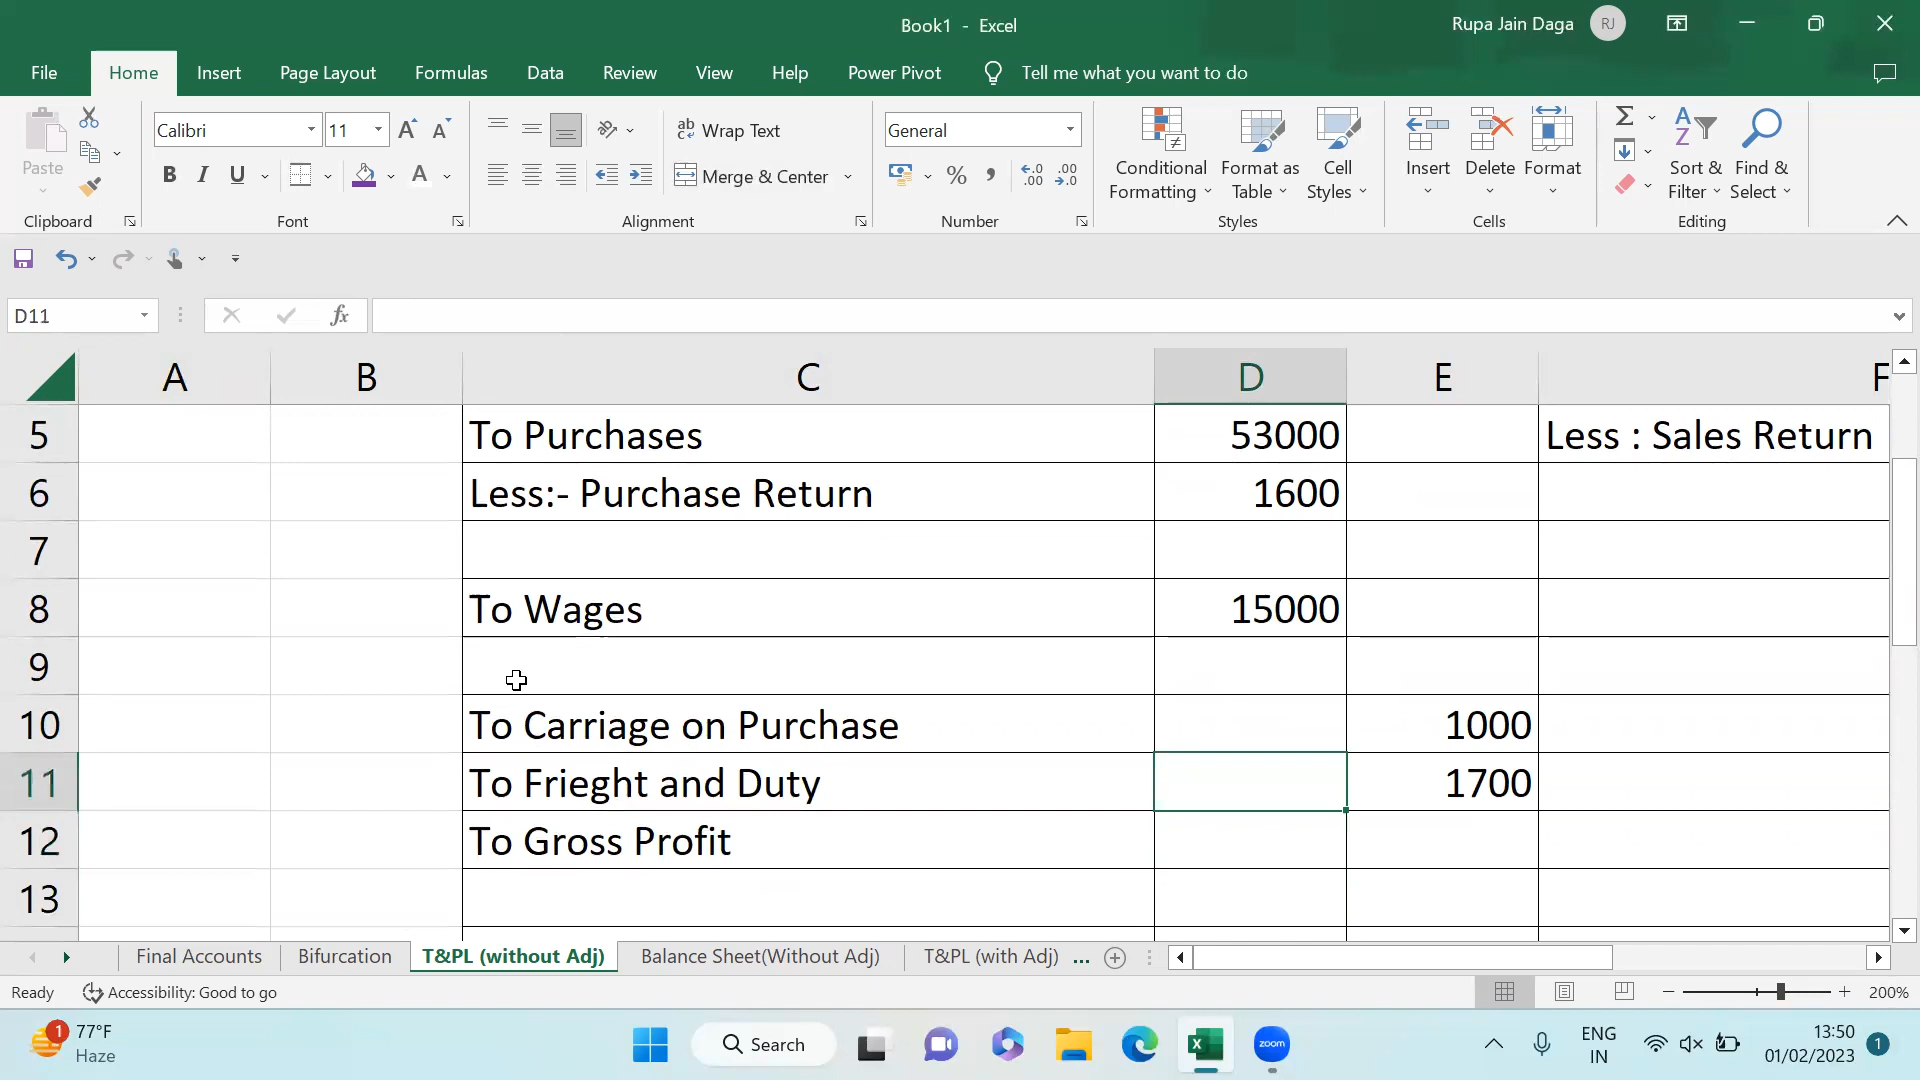 Book1 - Excel
Rupa Jain Daga RJ
File Home Insert Page Layout Formulas Data Review View Help Power Pivot Tell me what you want to do
Paste
Clipboard
Calibri 11
B I U
Font
Wrap Text
Merge & Center
Alignment
General
Number
Conditional Formatting
Format as Table
Cell Styles
Styles
Insert Delete Format
Cells
Sort & Filter
Find & Select
Editing
D11
fx
A B C D E F
5 To Purchases 53000 Less : Sales Return
6 Less:- Purchase Return 1600
7
8 To Wages 15000
9
10 To Carriage on Purchase 1000
11 To Frieght and Duty 1700
12 To Gross Profit
13
Final Accounts Bifurcation T&PL (without Adj) Balance Sheet(Without Adj) T&PL (with Adj) ...
Ready Accessibility: Good to go 200%
1 77°F
Haze
Search
zoom
ENG
IN
13:50
01/02/2023
1